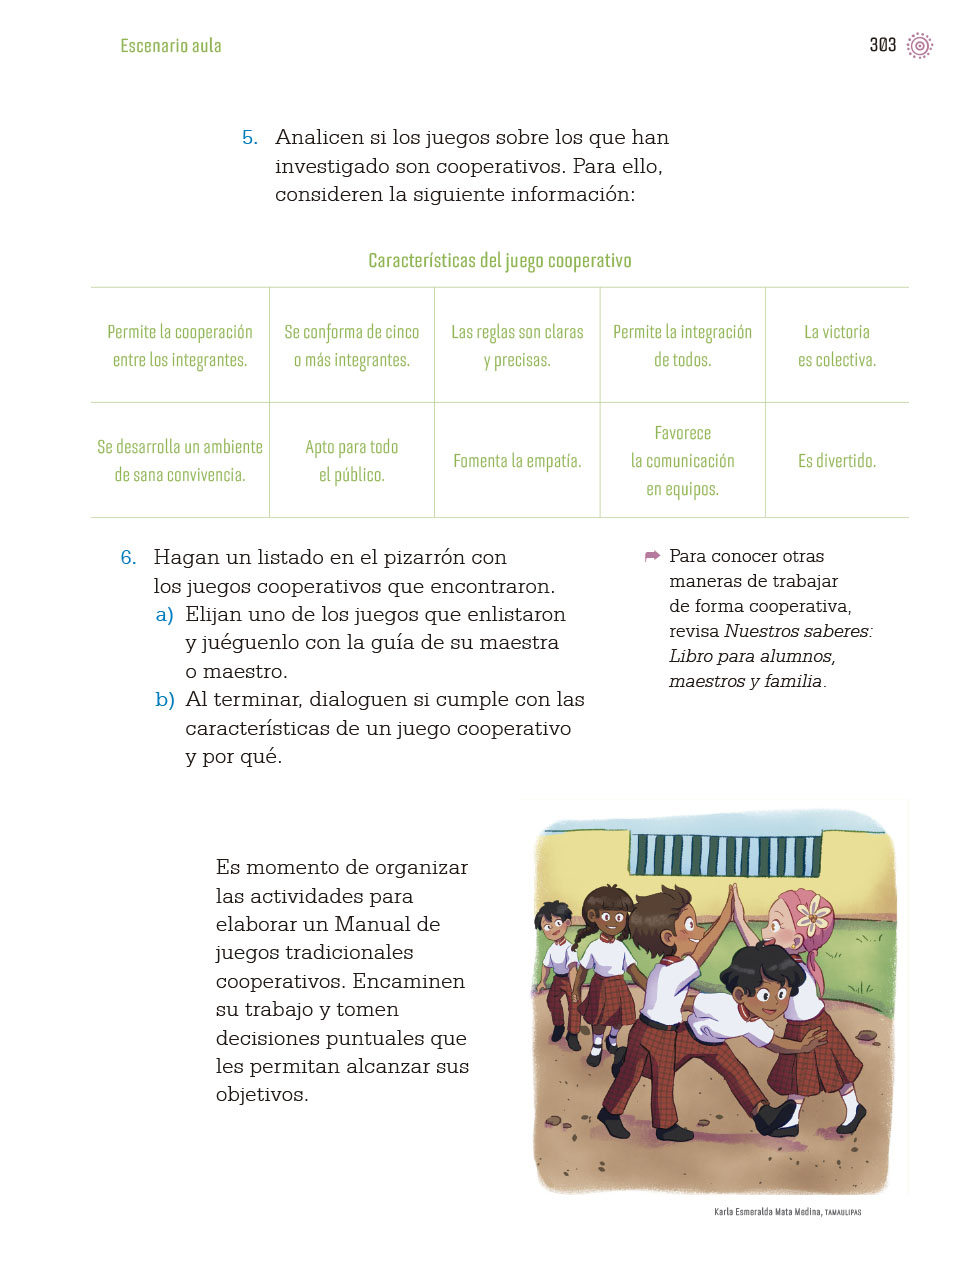 Escenario aula
303
5. Analicen si los juegos sobre los que han
investigado son cooperativos. Para ello,
consideren la siguiente información:
Características del juego cooperativo
Permite la cooperación
entre los integrantes.
Se conforma de cinco
o más integrantes.
Las reglas son claras
y precisas.
Permite la integración
de todos.
La victoria
es colectiva.
Se desarrolla un ambiente
de sana convivencia.
Apto para todo
el público.
Fomenta la empatía.
Favorece
la comunicación
en equipos.
Es divertido.
6. Hagan un listado en el pizarrón con
los juegos cooperativos que encontraron.
a) Elijan uno de los juegos que enlistaron
y juéguenlo con la guía de su maestra
o maestro.
b) Al terminar, dialoguen si cumple con las
características de un juego cooperativo
y por qué.
Para conocer otras
maneras de trabajar
de forma cooperativa,
revisa Nuestros saberes:
Libro para alumnos,
maestros y familia.
Es momento de organizar
las actividades para
elaborar un Manual de
juegos tradicionales
cooperativos. Encaminen
su trabajo y tomen
decisiones puntuales que
les permitan alcanzar sus
objetivos.
Karla Esmeralda Mata Medina, TAMAULIPAS